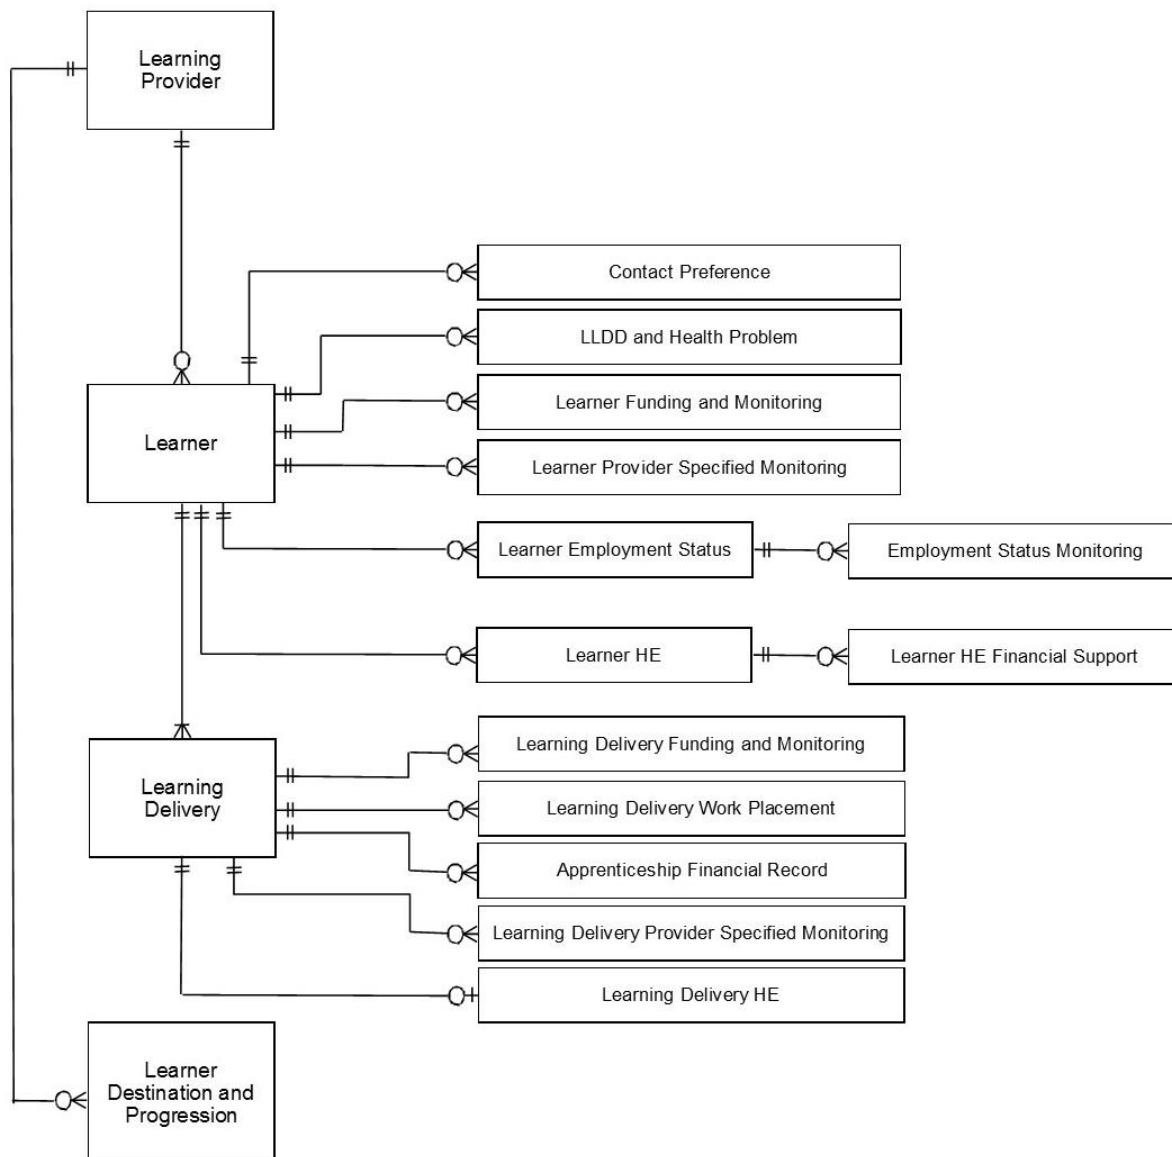 Learning
Provider
Contact Preference
LLDD and Health Problem
Learner Funding and Monitoring
Learner
Learner Provider Specified Monitoring
Learner Employment Status
Employment Status Monitoring
Learner HE
Learner HE Financial Support
Learning Delivery Funding and Monitoring
Learning
Delivery
Learning Delivery Work Placement
Apprenticeship Financial Record
Learning Delivery Provider Specified Monitoring
Learning Delivery HE
Learner
Destination and
Progression